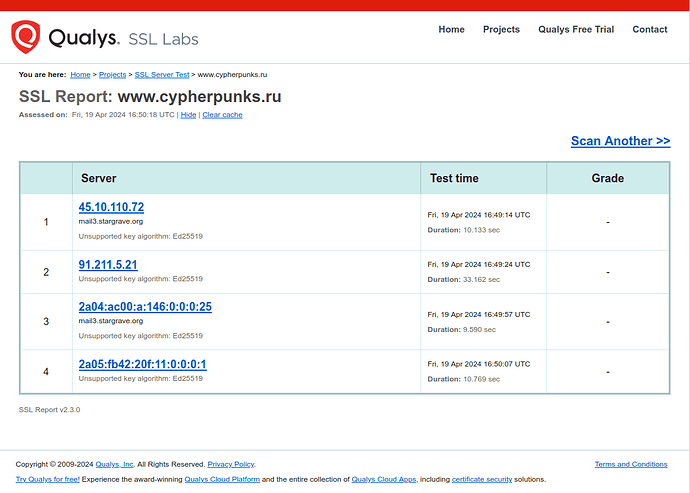 Qualys. SSL Labs
Home Projects Qualys Free Trial Contact
You are here: Home > Projects > SSL Server Test > www.cypherpunks.ru
SSL Report: www.cypherpunks.ru
Assessed on: Fri, 19 Apr 2024 16:50:18 UTC | Hide | Clear cache
Scan Another >>
Server Test time Grade
1 45.10.110.72 Fri, 19 Apr 2024 16:49:14 UTC -
mail3.stargrave.org Duration: 10.133 sec
Unsupported key algorithm: Ed25519
2 91.211.5.21 Fri, 19 Apr 2024 16:49:24 UTC -
Unsupported key algorithm: Ed25519 Duration: 33.162 sec
3 2a04:ac00:a:146:0:0:0:25 Fri, 19 Apr 2024 16:49:57 UTC -
mail3.stargrave.org Duration: 9.590 sec
Unsupported key algorithm: Ed25519
4 2a05:fb42:20f:11:0:0:0:1 Fri, 19 Apr 2024 16:50:07 UTC -
Unsupported key algorithm: Ed25519 Duration: 10.769 sec
SSL Report v2.3.0
Copyright © 2009-2024 Qualys, Inc. All Rights Reserved. Privacy Policy. Terms and Conditions
Try Qualys for free! Experience the award-winning Qualys Cloud Platform and the entire collection of Qualys Cloud Apps, including certificate security solutions.